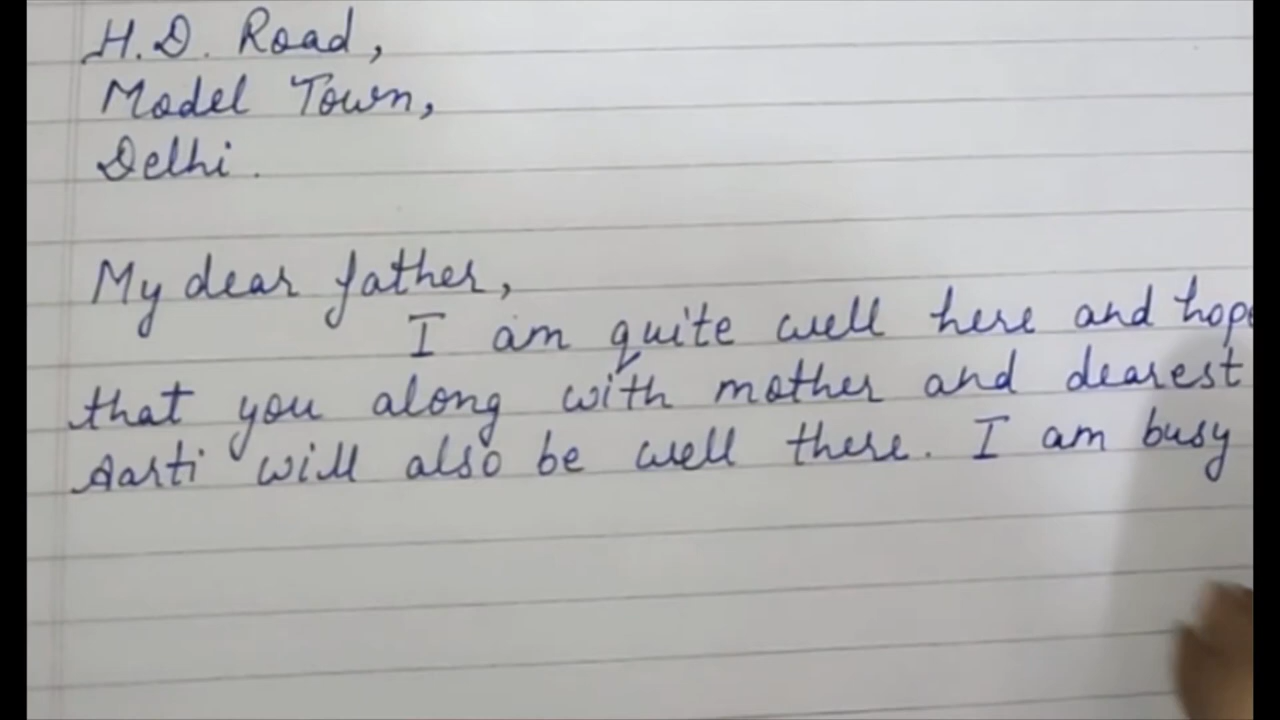 H.D. Road,
Model Town,
Delhi.
My dear father,
I am quite well here and hope
that you along with mother and dearest
Aarti will also be well there. I am busy